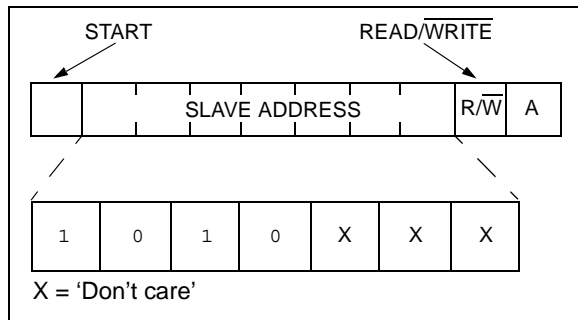 START READ/WRITE
SLAVE ADDRESS R/W A
1 0 1 0 X X X
X = ‘Don’t care’